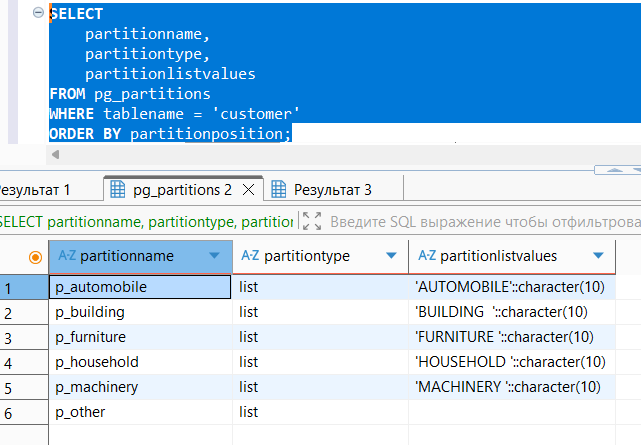 SELECT
partitionname,
partitiontype,
partitionlistvalues
FROM pg_partitions
WHERE tablename = 'customer'
ORDER BY partitionposition;
езультат 1 pg_partitions 2 Результат 3
SELECT partitionname, partitiontype, partition Введите SQL выражение чтобы отфильтрова
A-Z partitionname A-Z partitiontype A-Z partitionlistvalues
1 p_automobile list 'AUTOMOBILE'::character(10)
2 p_building list 'BUILDING  '::character(10)
3 p_furniture list 'FURNITURE '::character(10)
4 p_household list 'HOUSEHOLD '::character(10)
5 p_machinery list 'MACHINERY '::character(10)
6 p_other list